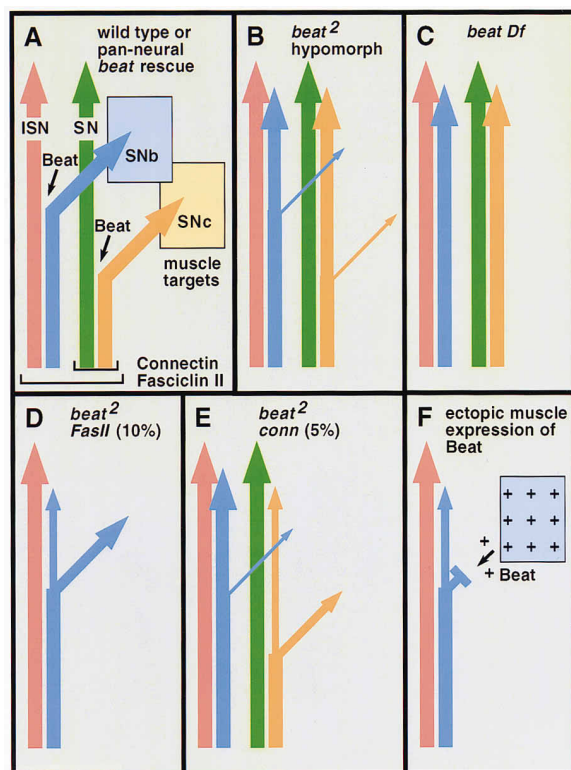 A
wild type or
pan-neural
beat rescue
ISN
SN
Beat
SNb
Beat
SNc
muscle
targets
Connectin
Fasciclin II
B
beat²
hypomorph
C
beat Df
D
beat²
FasII (10%)
E
beat²
conn (5%)
F
ectopic muscle
expression of
Beat
+ + +
+ + +
+ + +
+
+ Beat